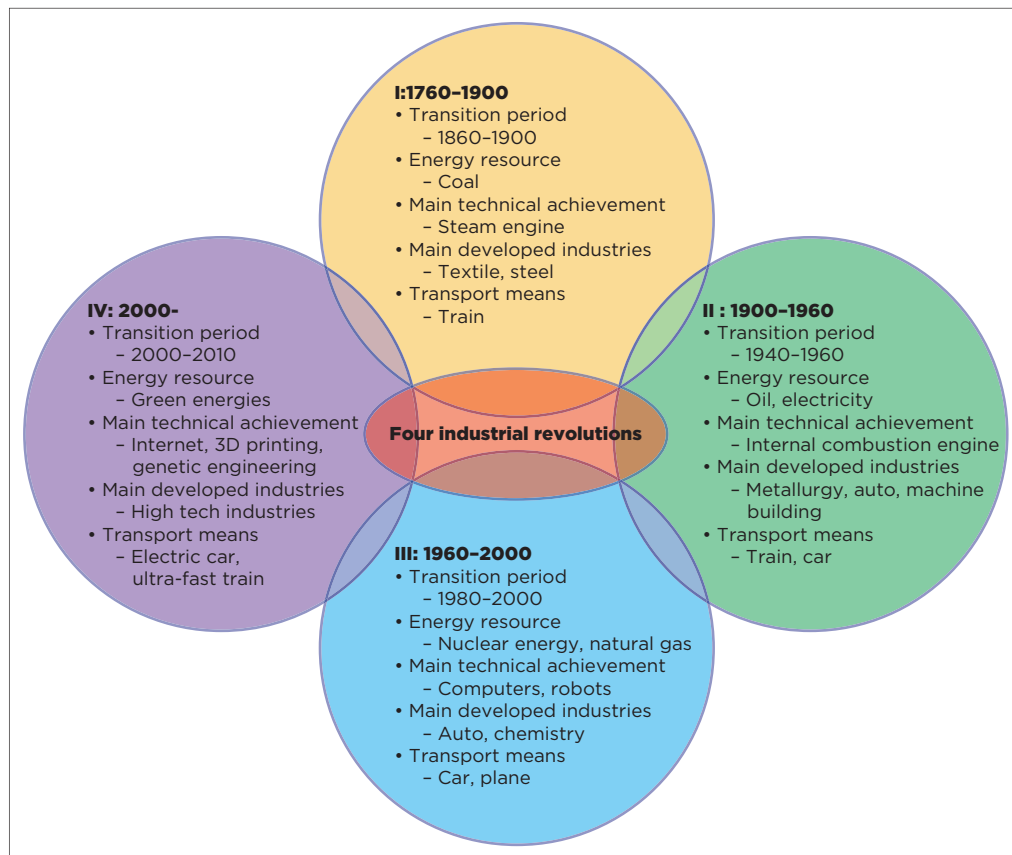 I:1760–1900
• Transition period
– 1860–1900
• Energy resource
– Coal
• Main technical achievement
– Steam engine
• Main developed industries
– Textile, steel
• Transport means
– Train
IV: 2000-
• Transition period
– 2000–2010
• Energy resource
– Green energies
• Main technical achievement
– Internet, 3D printing,
genetic engineering
• Main developed industries
– High tech industries
• Transport means
– Electric car,
ultra-fast train
Four industrial revolutions
II : 1900–1960
• Transition period
– 1940–1960
• Energy resource
– Oil, electricity
• Main technical achievement
– Internal combustion engine
• Main developed industries
– Metallurgy, auto, machine
building
• Transport means
– Train, car
III: 1960–2000
• Transition period
– 1980–2000
• Energy resource
– Nuclear energy, natural gas
• Main technical achievement
– Computers, robots
• Main developed industries
– Auto, chemistry
• Transport means
– Car, plane